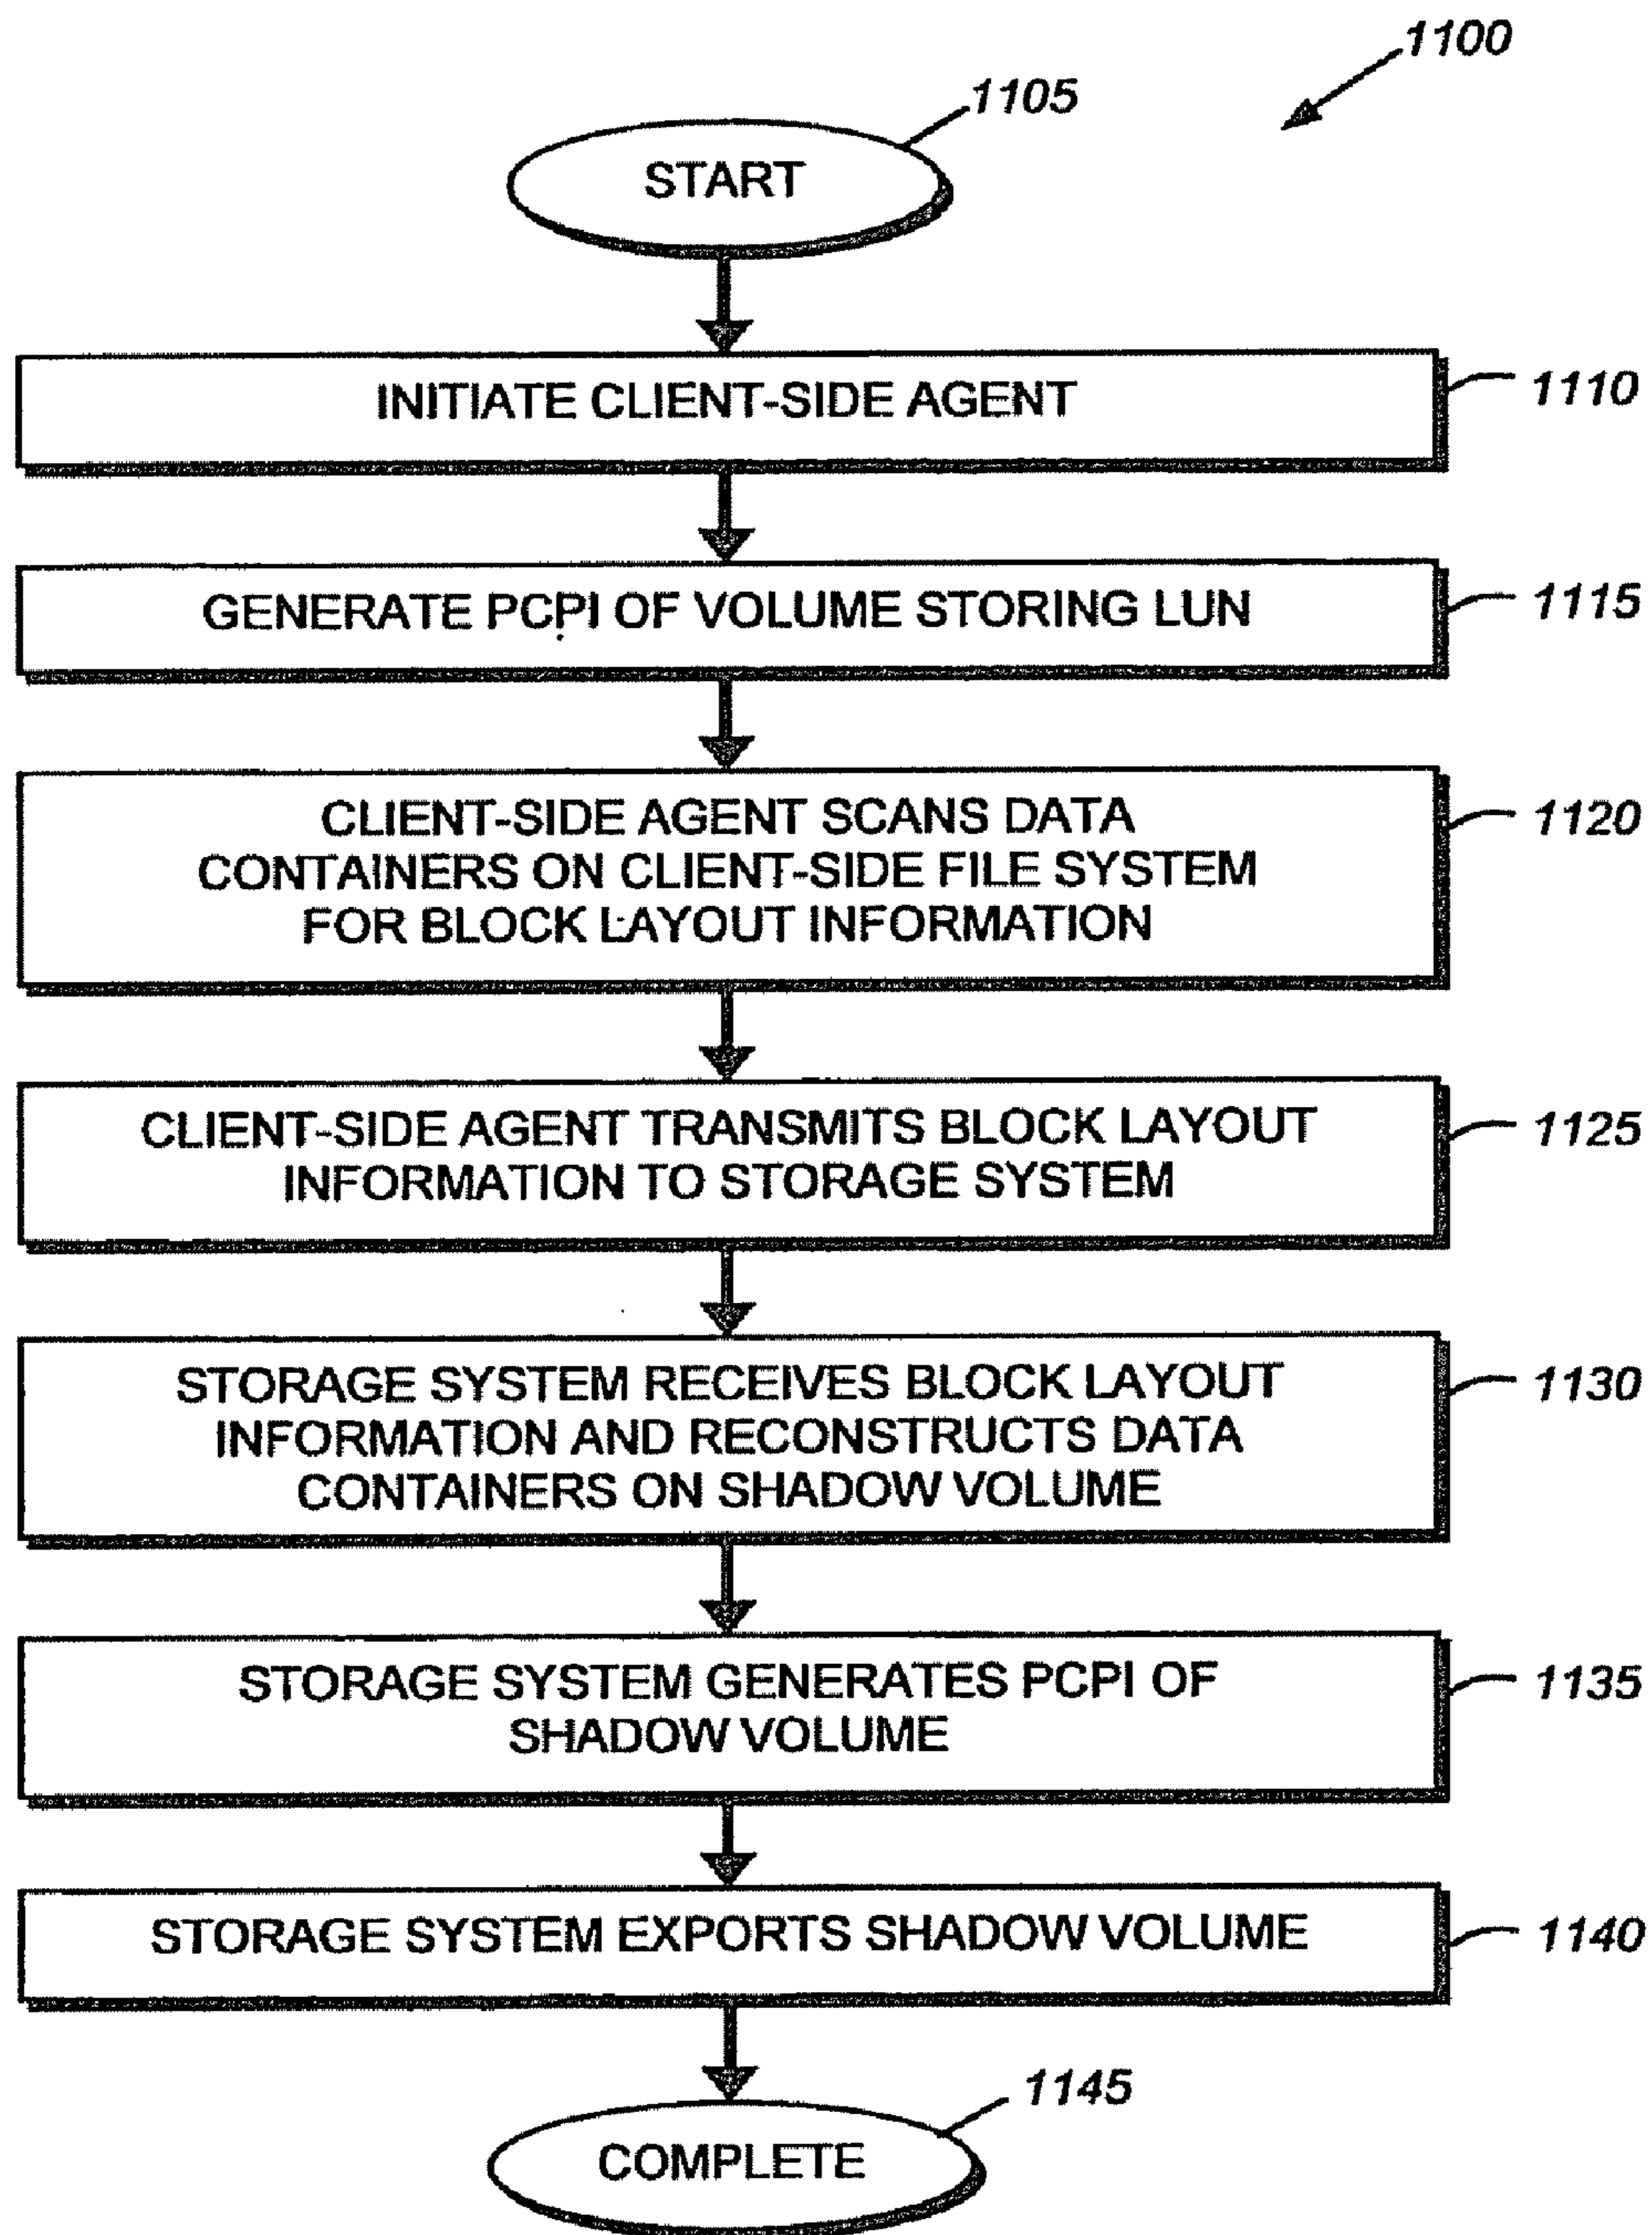 1100
1105
START
INITIATE CLIENT-SIDE AGENT
1110
GENERATE PCPI OF VOLUME STORING LUN
1115
CLIENT-SIDE AGENT SCANS DATA
CONTAINERS ON CLIENT-SIDE FILE SYSTEM
FOR BLOCK LAYOUT INFORMATION
1120
CLIENT-SIDE AGENT TRANSMITS BLOCK LAYOUT
INFORMATION TO STORAGE SYSTEM
1125
STORAGE SYSTEM RECEIVES BLOCK LAYOUT
INFORMATION AND RECONSTRUCTS DATA
CONTAINERS ON SHADOW VOLUME
1130
STORAGE SYSTEM GENERATES PCPI OF
SHADOW VOLUME
1135
STORAGE SYSTEM EXPORTS SHADOW VOLUME
1140
1145
COMPLETE